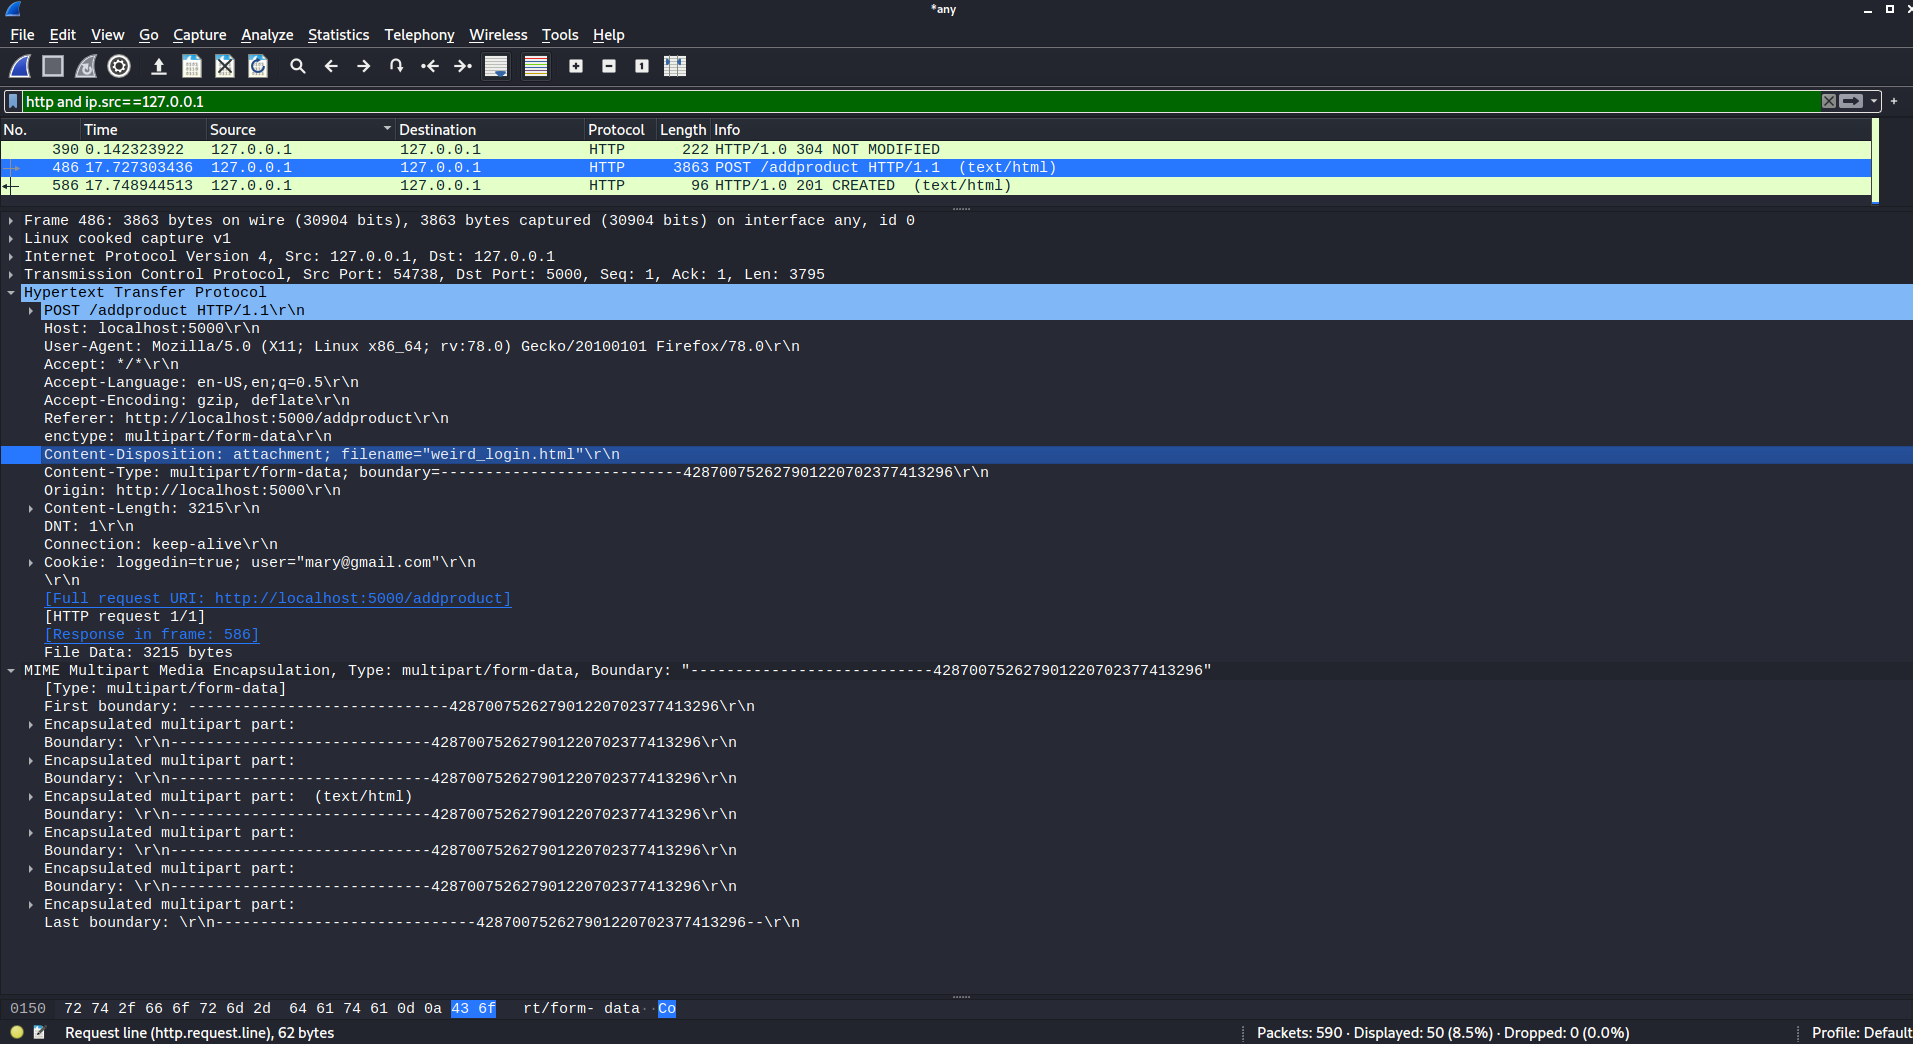 *any
File Edit View Go Capture Analyze Statistics Telephony Wireless Tools Help
http and ip.src==127.0.0.1
No. Time Source Destination Protocol Length Info
390 0.142323922 127.0.0.1 127.0.0.1 HTTP 222 HTTP/1.0 304 NOT MODIFIED
486 17.727303436 127.0.0.1 127.0.0.1 HTTP 3863 POST /addproduct HTTP/1.1  (text/html)
586 17.748944513 127.0.0.1 127.0.0.1 HTTP 96 HTTP/1.0 201 CREATED  (text/html)
Frame 486: 3863 bytes on wire (30904 bits), 3863 bytes captured (30904 bits) on interface any, id 0
Linux cooked capture v1
Internet Protocol Version 4, Src: 127.0.0.1, Dst: 127.0.0.1
Transmission Control Protocol, Src Port: 54738, Dst Port: 5000, Seq: 1, Ack: 1, Len: 3795
Hypertext Transfer Protocol
POST /addproduct HTTP/1.1\r\n
Host: localhost:5000\r\n
User-Agent: Mozilla/5.0 (X11; Linux x86_64; rv:78.0) Gecko/20100101 Firefox/78.0\r\n
Accept: */*\r\n
Accept-Language: en-US,en;q=0.5\r\n
Accept-Encoding: gzip, deflate\r\n
Referer: http://localhost:5000/addproduct\r\n
enctype: multipart/form-data\r\n
Content-Disposition: attachment; filename="weird_login.html"\r\n
Content-Type: multipart/form-data; boundary=---------------------------428700752627901220702377413296\r\n
Origin: http://localhost:5000\r\n
Content-Length: 3215\r\n
DNT: 1\r\n
Connection: keep-alive\r\n
Cookie: loggedin=true; user="mary@gmail.com"\r\n
\r\n
[Full request URI: http://localhost:5000/addproduct]
[HTTP request 1/1]
[Response in frame: 586]
File Data: 3215 bytes
MIME Multipart Media Encapsulation, Type: multipart/form-data, Boundary: "---------------------------428700752627901220702377413296"
[Type: multipart/form-data]
First boundary: -----------------------------428700752627901220702377413296\r\n
Encapsulated multipart part:
Boundary: \r\n-----------------------------428700752627901220702377413296\r\n
Encapsulated multipart part:
Boundary: \r\n-----------------------------428700752627901220702377413296\r\n
Encapsulated multipart part:  (text/html)
Boundary: \r\n-----------------------------428700752627901220702377413296\r\n
Encapsulated multipart part:
Boundary: \r\n-----------------------------428700752627901220702377413296\r\n
Encapsulated multipart part:
Boundary: \r\n-----------------------------428700752627901220702377413296\r\n
Encapsulated multipart part:
Last boundary: \r\n-----------------------------428700752627901220702377413296--\r\n
0150 72 74 2f 66 6f 72 6d 2d 64 61 74 61 0d 0a 43 6f rt/form- data··Co
Request line (http.request.line), 62 bytes
Packets: 590 · Displayed: 50 (8.5%) · Dropped: 0 (0.0%)
Profile: Default